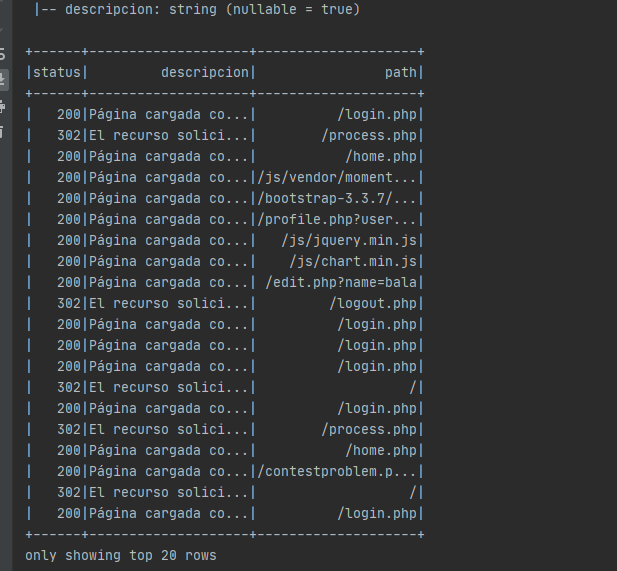 |-- descripcion: string (nullable = true)
+------+--------------------+--------------------+
|status|         descripcion|                path|
+------+--------------------+--------------------+
|   200|Página cargada co...|          /login.php|
|   302|El recurso solici...|        /process.php|
|   200|Página cargada co...|           /home.php|
|   200|Página cargada co...|/js/vendor/moment...|
|   200|Página cargada co...|/bootstrap-3.3.7/...|
|   200|Página cargada co...|/profile.php?user...|
|   200|Página cargada co...|   /js/jquery.min.js|
|   200|Página cargada co...|    /js/chart.min.js|
|   200|Página cargada co...| /edit.php?name=bala|
|   302|El recurso solici...|         /logout.php|
|   200|Página cargada co...|          /login.php|
|   200|Página cargada co...|          /login.php|
|   200|Página cargada co...|          /login.php|
|   302|El recurso solici...|                   /|
|   200|Página cargada co...|          /login.php|
|   302|El recurso solici...|        /process.php|
|   200|Página cargada co...|           /home.php|
|   200|Página cargada co...|/contestproblem.p...|
|   302|El recurso solici...|                   /|
|   200|Página cargada co...|          /login.php|
+------+--------------------+--------------------+
only showing top 20 rows